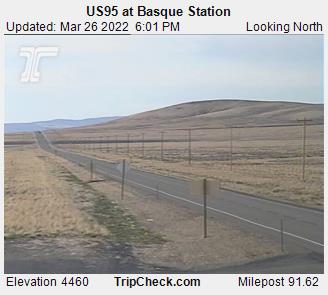 US95 at Basque Station
Updated: Mar 26 2022 6:01 PM Looking North
Elevation 4460 TripCheck.com Milepost 91.62